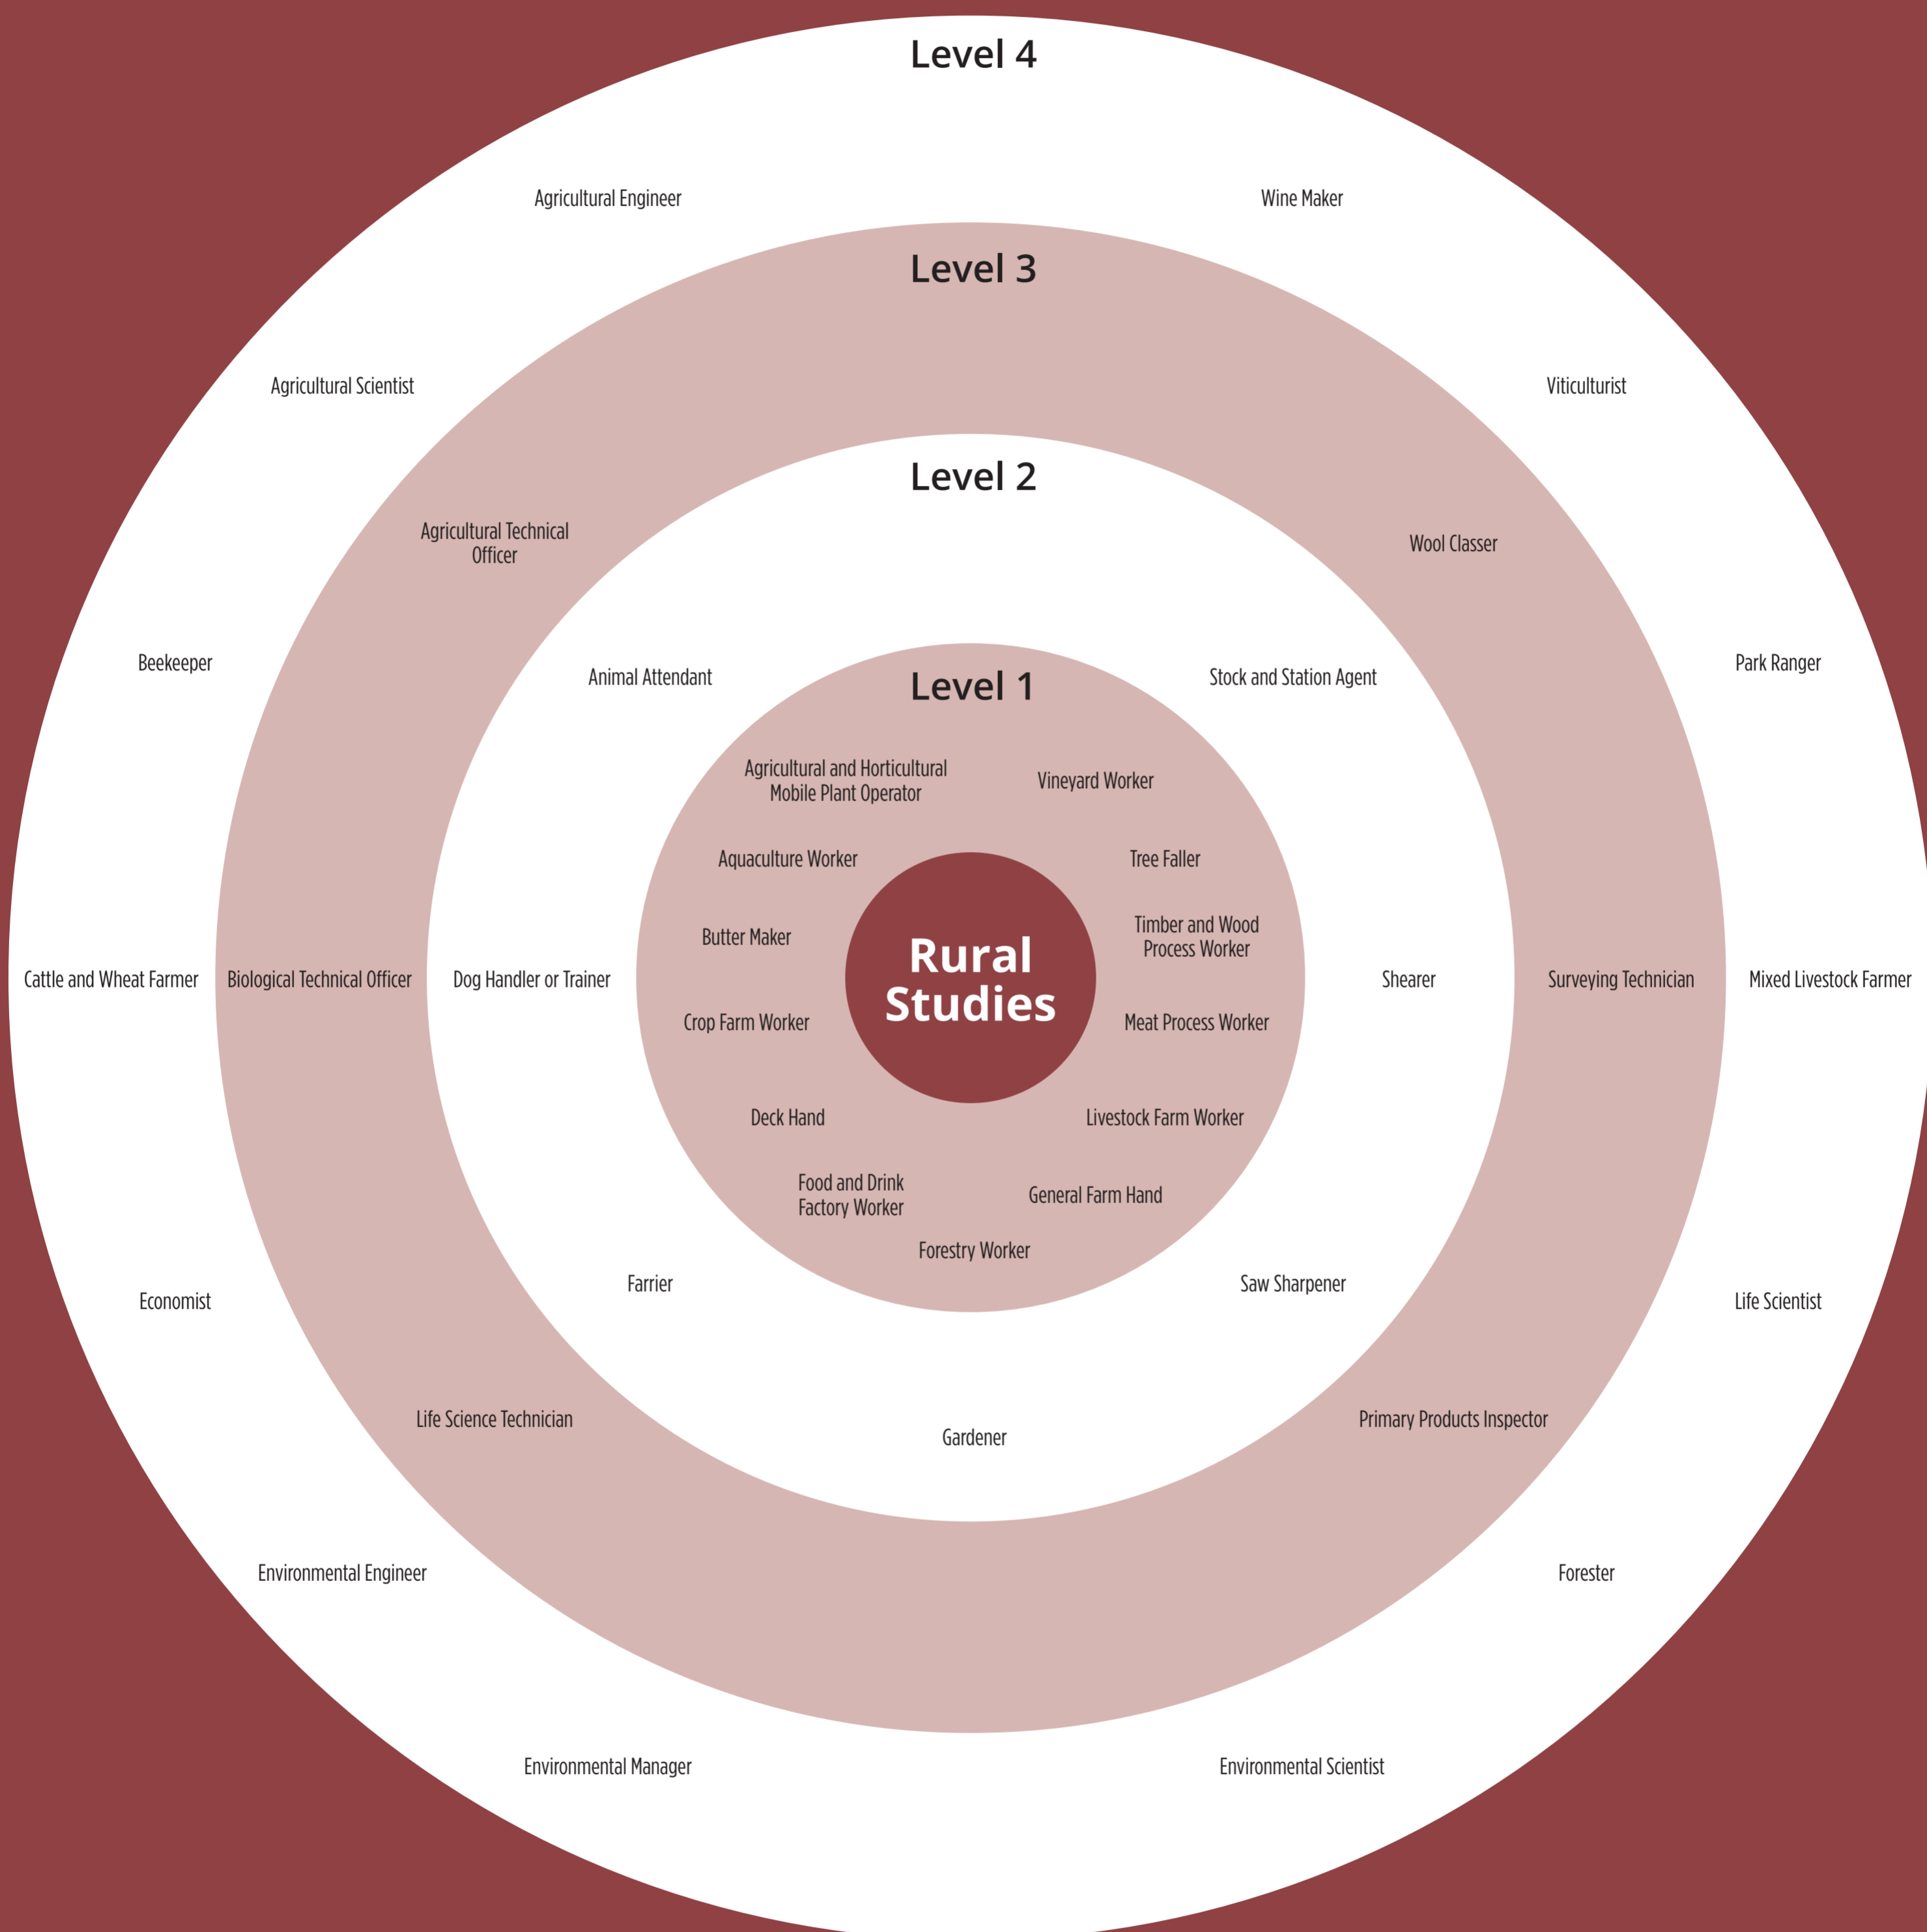 Level 4
Agricultural Engineer
Wine Maker
Level 3
Agricultural Scientist
Viticulturist
Level 2
Agricultural Technical
Officer
Wool Classer
Beekeeper
Park Ranger
Animal Attendant
Stock and Station Agent
Level 1
Agricultural and Horticultural
Mobile Plant Operator
Vineyard Worker
Aquaculture Worker
Tree Faller
Butter Maker
Timber and Wood
Process Worker
Rural
Studies
Cattle and Wheat Farmer
Biological Technical Officer
Dog Handler or Trainer
Shearer
Surveying Technician
Mixed Livestock Farmer
Crop Farm Worker
Meat Process Worker
Deck Hand
Livestock Farm Worker
Food and Drink
Factory Worker
General Farm Hand
Forestry Worker
Farrier
Saw Sharpener
Economist
Life Scientist
Life Science Technician
Primary Products Inspector
Gardener
Environmental Engineer
Forester
Environmental Manager
Environmental Scientist